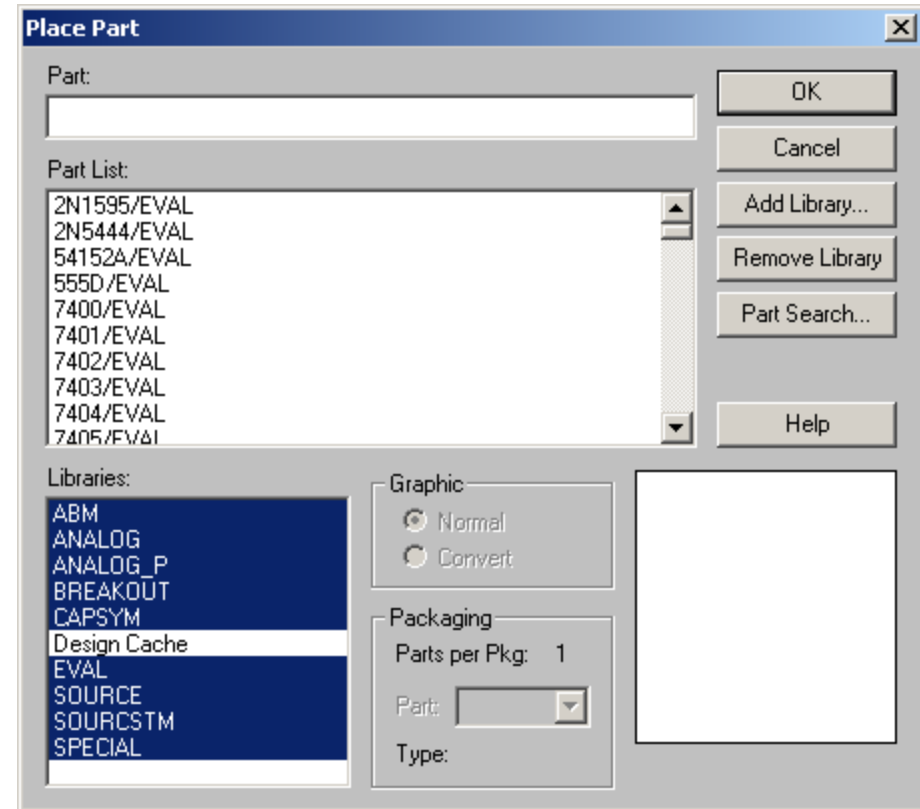 Place Part
Part:
OK
Cancel
Part List:
2N1595/EVAL
2N5444/EVAL
54152A/EVAL
555D/EVAL
7400/EVAL
7401/EVAL
7402/EVAL
7403/EVAL
7404/EVAL
7405/EVAL
Add Library...
Remove Library
Part Search...
Help
Libraries:
ABM
ANALOG
ANALOG_P
BREAKOUT
CAPSYM
Design Cache
EVAL
SOURCE
SOURCSTM
SPECIAL
Graphic
Normal
Convert
Packaging
Parts per Pkg: 1
Part:
Type: